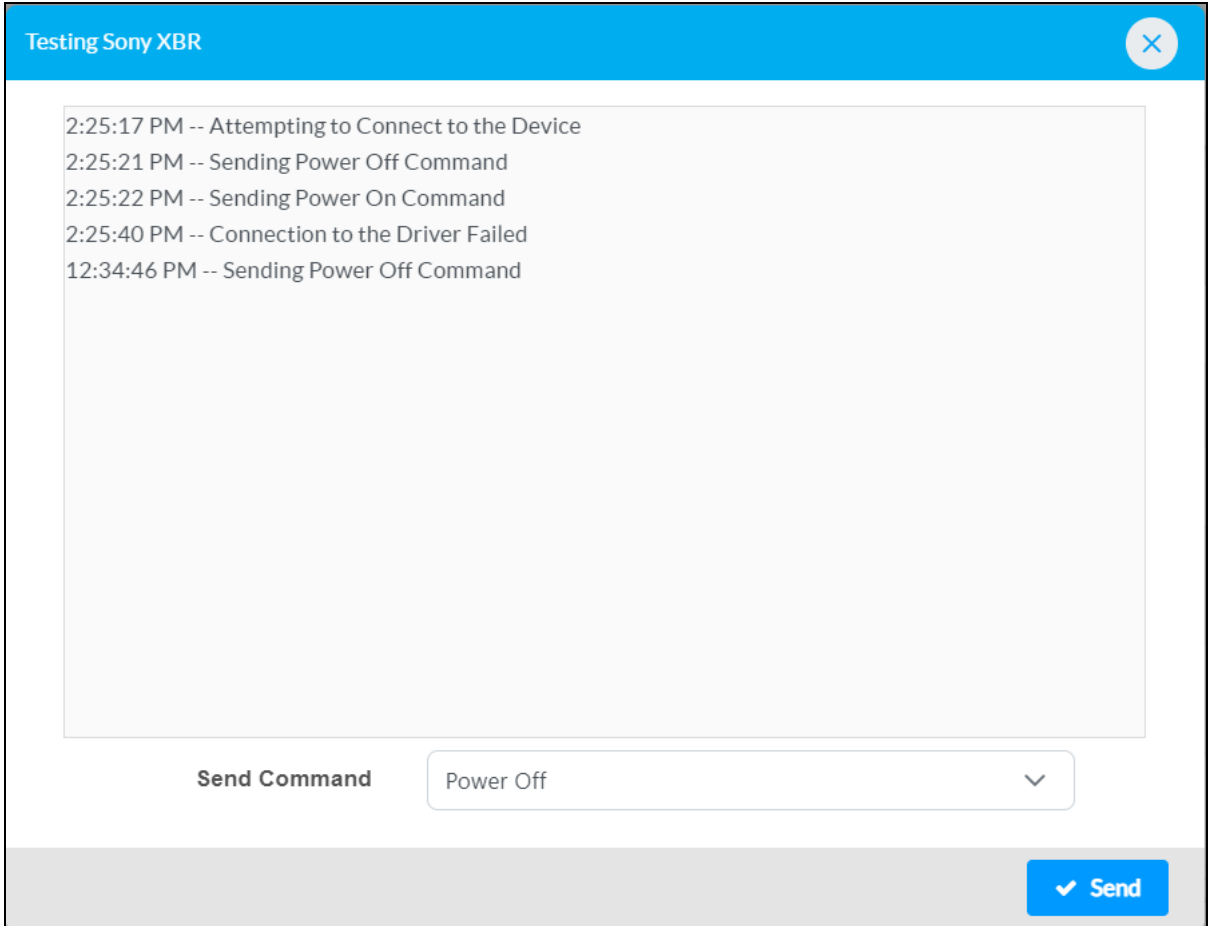 Testing Sony XBR
2:25:17 PM -- Attempting to Connect to the Device
2:25:21 PM -- Sending Power Off Command
2:25:22 PM -- Sending Power On Command
2:25:40 PM -- Connection to the Driver Failed
12:34:46 PM -- Sending Power Off Command
Send Command
Power Off
Send